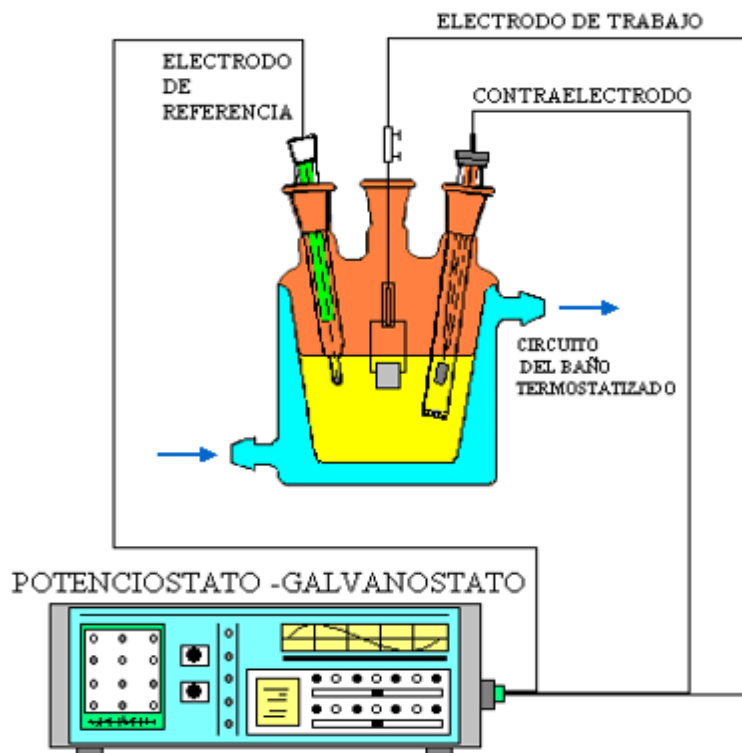 ELECTRODO DE TRABAJO
ELECTRODO
DE
REFERENCIA
CONTRAELECTRODO
CIRCUITO
DEL BAÑO
TERMOSTATIZADO
POTENCIOSTATO -GALVANOSTATO